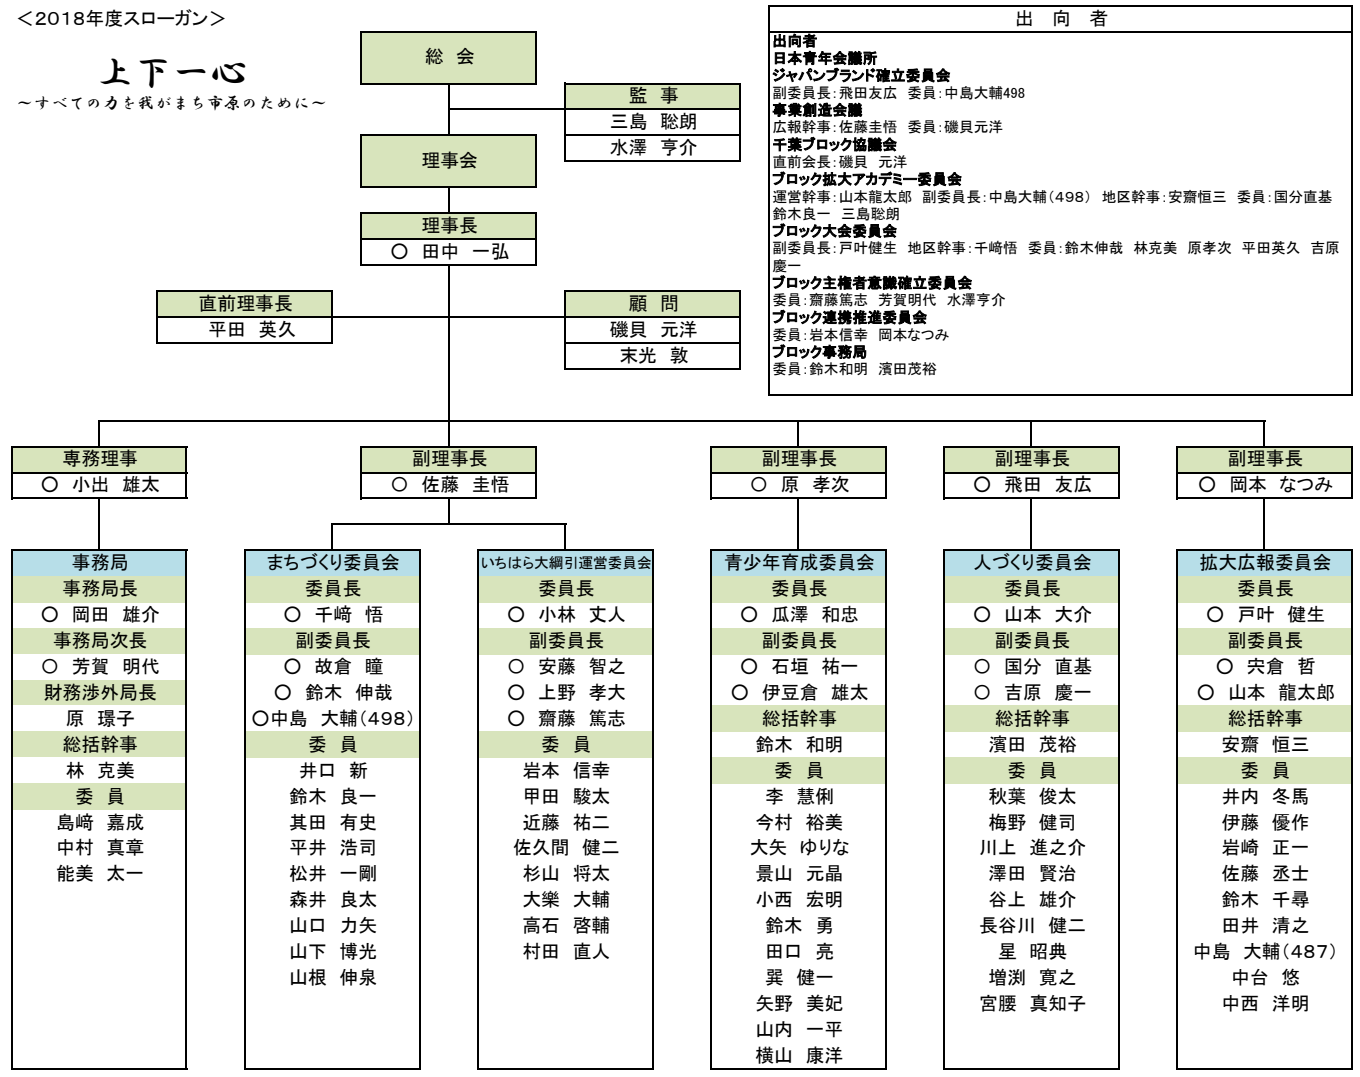 ＜2018年度スローガン＞
上下一心
～すべての力を我がまち市原のために～
総 会
監 事
三島 聡朗
水澤 亨介
理事会
理事長
〇 田中 一弘
直前理事長
平田 英久
顧 問
磯貝 元洋
末光 敦
出 向 者
出向者
日本青年会議所
ジャパンブランド確立委員会
副委員長：飛田友広 委員：中島大輔498
事業創造会議
広報幹事：佐藤圭悟 委員：磯貝元洋
千葉ブロック協議会
直前会長：磯貝 元洋
ブロック拡大アカデミー委員会
運営幹事：山本龍太郎 副委員長：中島大輔（498） 地区幹事：安齋恒三 委員：国分直基
鈴木良一 三島聡朗
ブロック大会委員会
副委員長：戸叶健生 地区幹事：千﨑悟 委員：鈴木伸哉 林克美 原孝次 平田英久 吉原
慶一
ブロック主権者意識確立委員会
委員：齋藤篤志 芳賀明代 水澤亨介
ブロック連携推進委員会
委員：岩本信幸 岡本なつみ
ブロック事務局
委員：鈴木和明 濱田茂裕
専務理事
〇 小出 雄太
副理事長
〇 佐藤 圭悟
副理事長
〇 原 孝次
副理事長
〇 飛田 友広
副理事長
〇 岡本 なつみ
事務局
事務局長
〇 岡田 雄介
事務局次長
〇 芳賀 明代
財務渉外局長
原 環子
総括幹事
林 克美
委 員
島﨑 嘉成
中村 真章
能美 太一
まちづくり委員会
委員長
〇 千﨑 悟
副委員長
〇 故倉 瞳
〇 鈴木 伸哉
〇中島 大輔（498）
委 員
井口 新
鈴木 良一
其田 有史
平井 浩司
松井 一剛
森井 良太
山口 力矢
山下 博光
山根 伸泉
いちはら大綱引運営委員会
委員長
〇 小林 丈人
副委員長
〇 安藤 智之
〇 上野 孝大
〇 齋藤 篤志
委 員
岩本 信幸
甲田 駿太
近藤 祐二
佐久間 健二
杉山 将太
大樂 大輔
高石 啓輔
村田 直人
青少年育成委員会
委員長
〇 瓜澤 和忠
副委員長
〇 石垣 祐一
〇 伊豆倉 雄太
総括幹事
鈴木 和明
委 員
李 慧俐
今村 裕美
大矢 ゆりな
景山 元晶
小西 宏明
鈴木 勇
田口 亮
巽 健一
矢野 美妃
山内 一平
横山 康洋
人づくり委員会
委員長
〇 山本 大介
副委員長
〇 国分 直基
〇 吉原 慶一
総括幹事
濱田 茂裕
委 員
秋葉 俊太
梅野 健司
川上 進之介
澤田 賢治
谷上 雄介
長谷川 健二
星 昭典
増渕 寛之
宮腰 真知子
拡大広報委員会
委員長
〇 戸叶 健生
副委員長
〇 宍倉 哲
〇 山本 龍太郎
総括幹事
安齋 恒三
委 員
井内 冬馬
伊藤 優作
岩崎 正一
佐藤 丞士
鈴木 千尋
田井 清之
中島 大輔（487）
中台 悠
中西 洋明